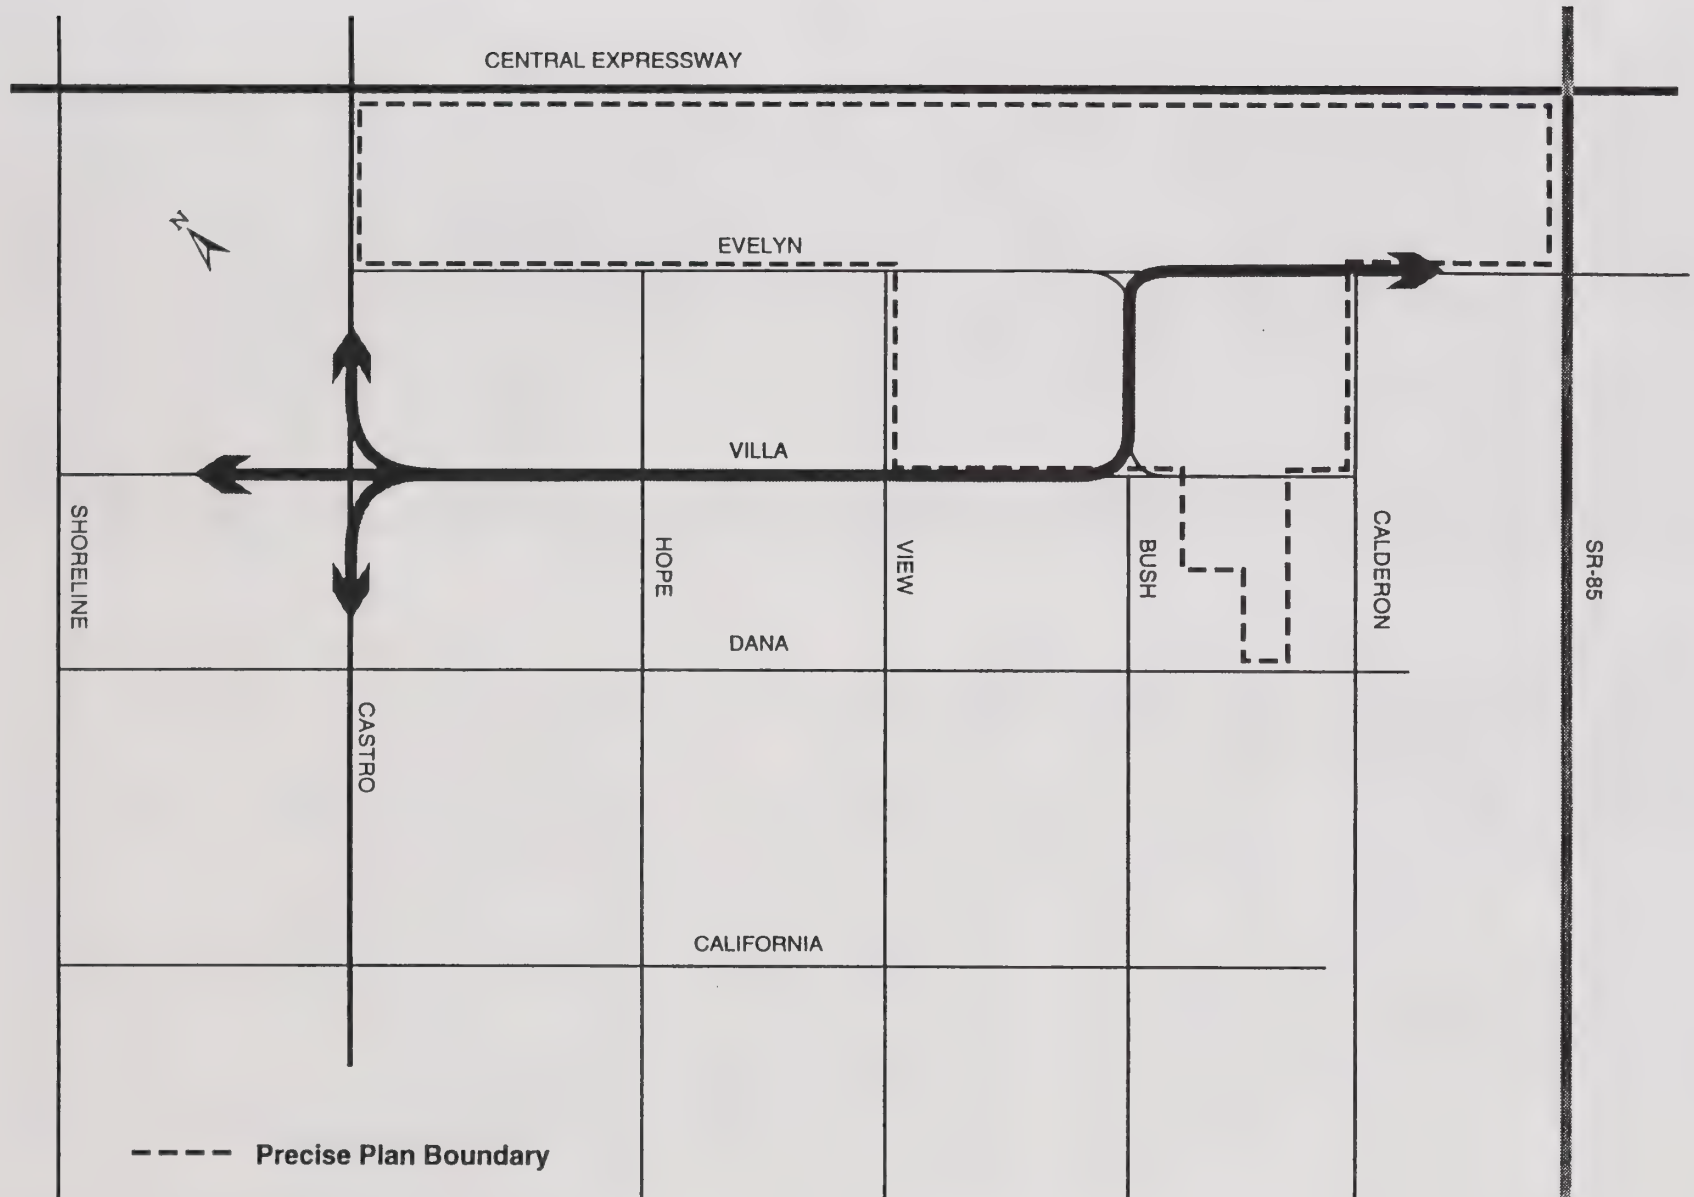 CENTRAL EXPRESSWAY
N
EVELYN
VILLA
SHORELINE
HOPE
VIEW
BUSH
CALDERON
SR-85
DANA
CASTRO
CALIFORNIA
Precise Plan Boundary